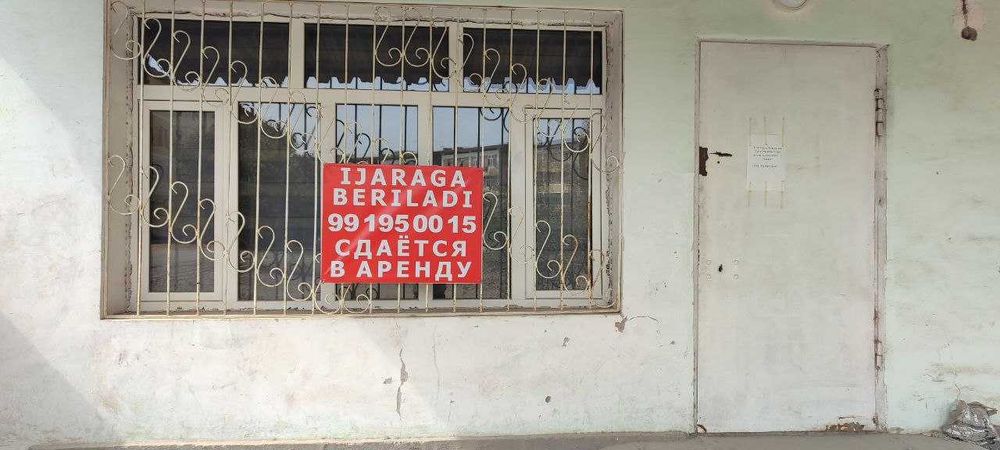 IJARAGA
BERILADI
99 195 00 15
СДАЁТСЯ
В АРЕНДУ